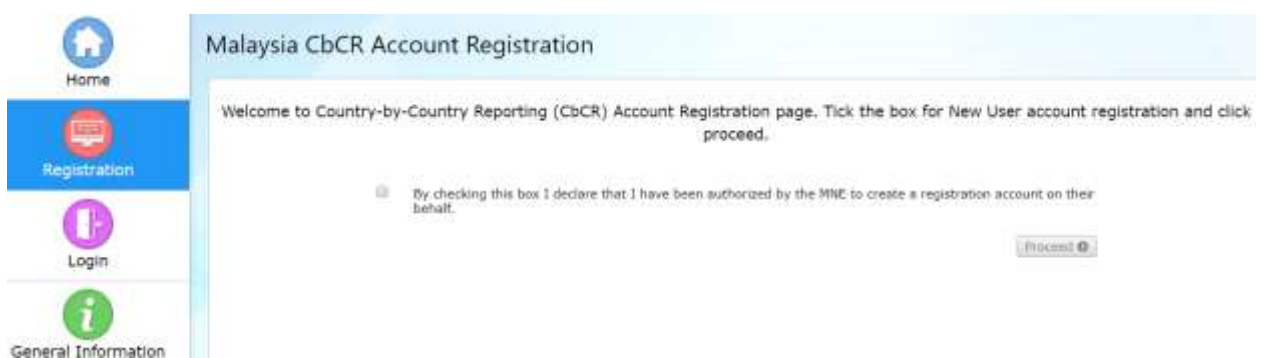 Home
Registration
Login
General Information
Malaysia CbCR Account Registration
Welcome to Country-by-Country Reporting (CbCR) Account Registration page. Tick the box for New User account registration and click
proceed.
By checking this box I declare that I have been authorized by the MNE to create a registration account on their
behalf.
Proceed